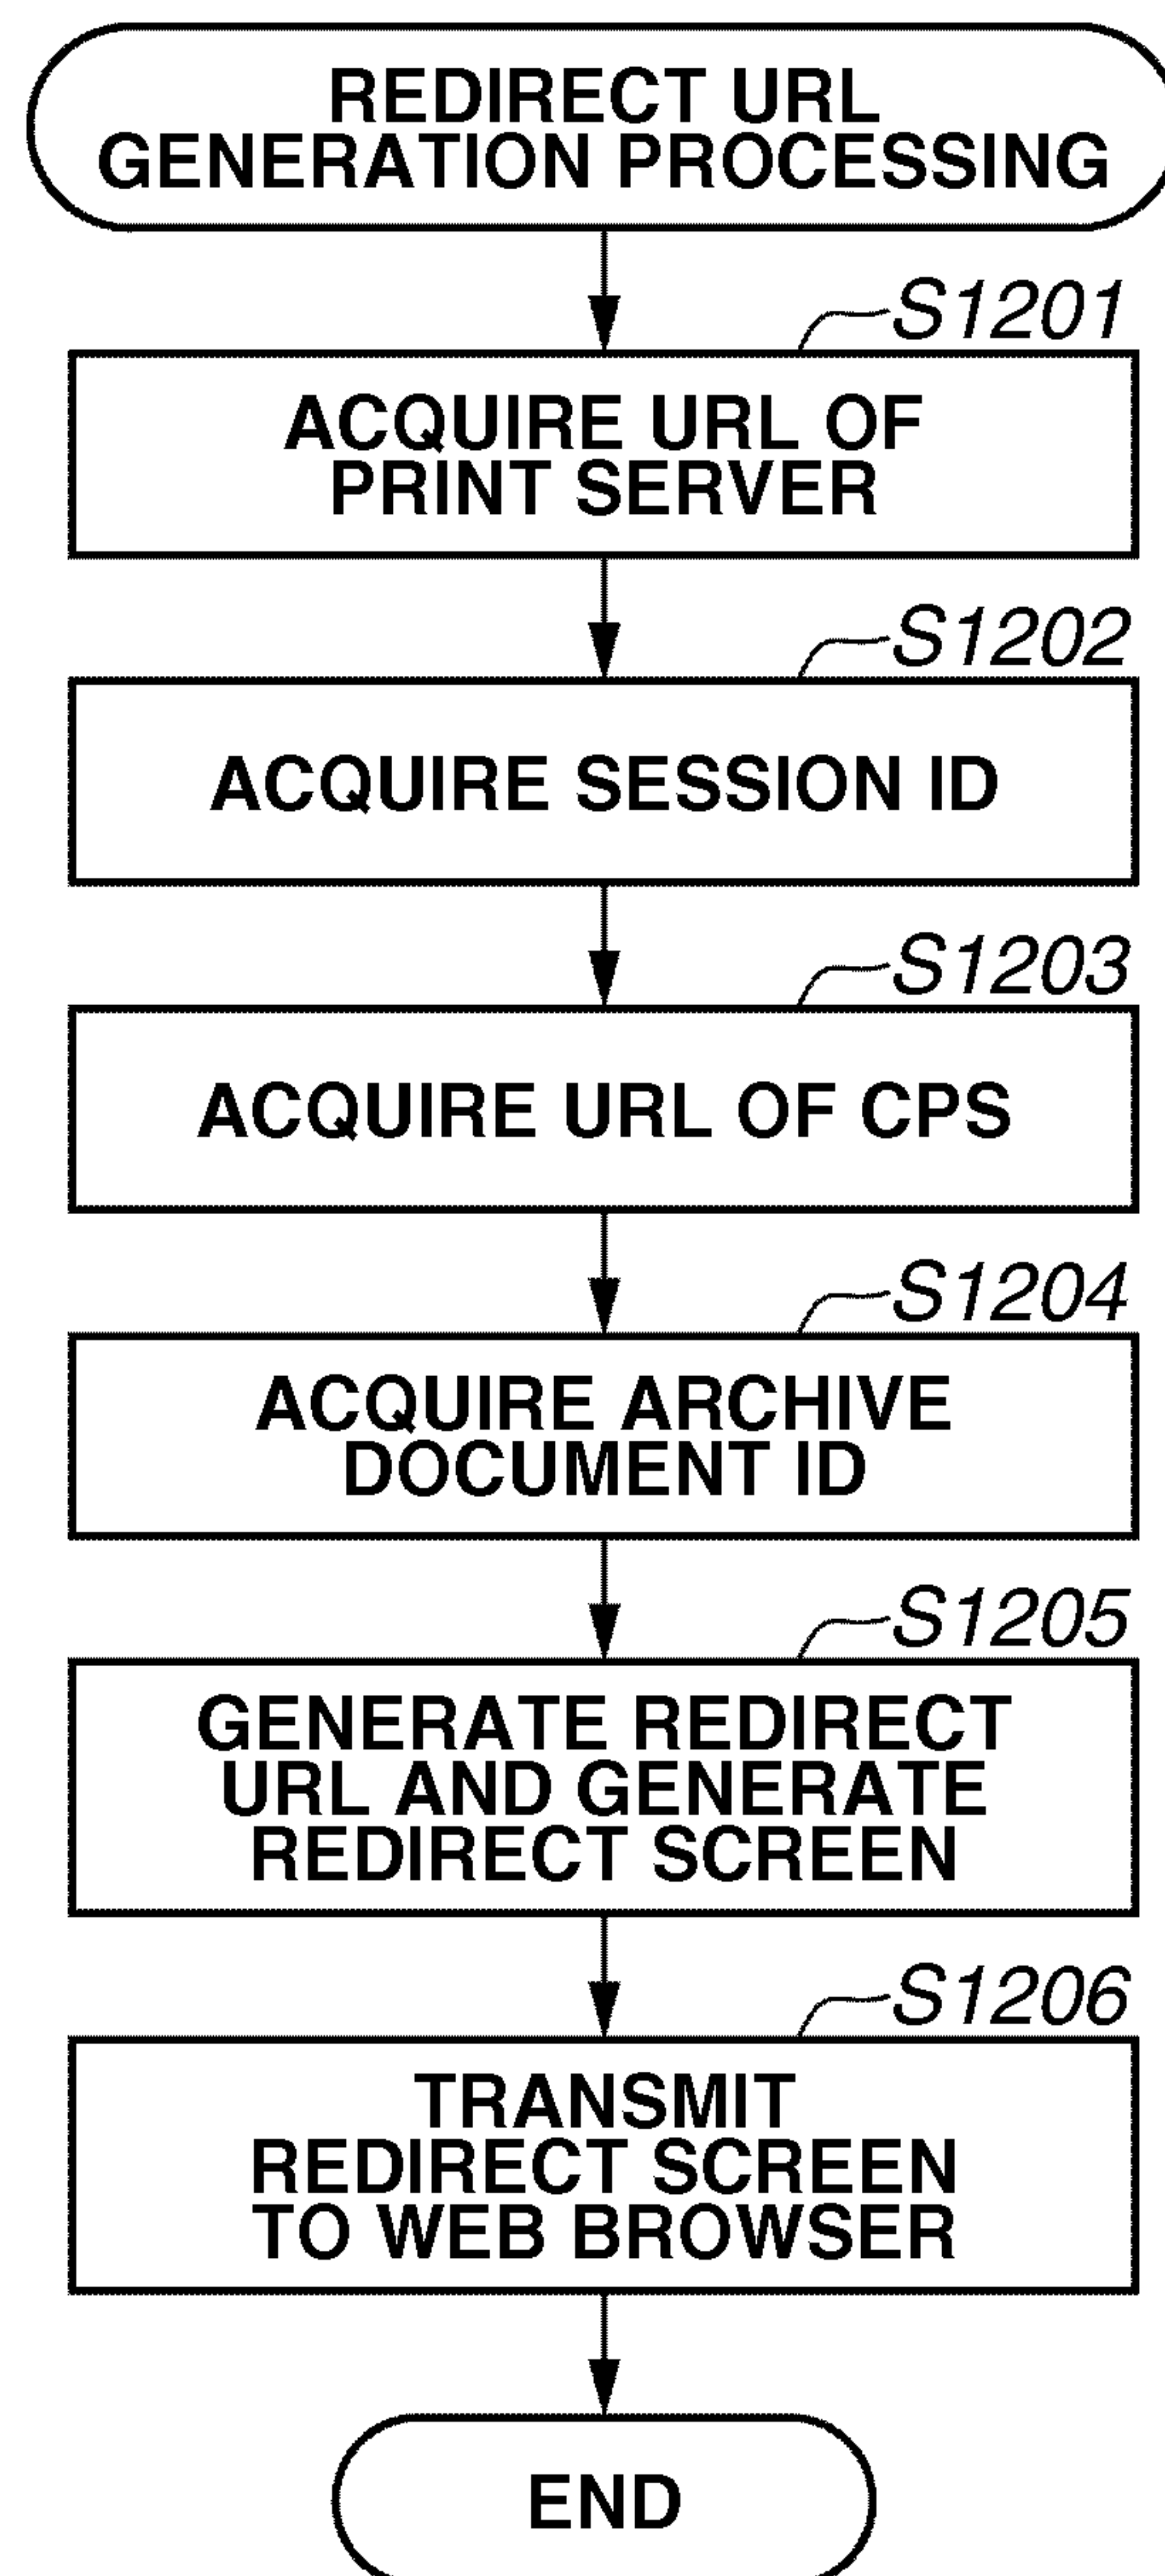 REDIRECT URL
GENERATION PROCESSING
S1201
ACQUIRE URL OF
PRINT SERVER
S1202
ACQUIRE SESSION ID
S1203
ACQUIRE URL OF CPS
S1204
ACQUIRE ARCHIVE
DOCUMENT ID
S1205
GENERATE REDIRECT
URL AND GENERATE
REDIRECT SCREEN
S1206
TRANSMIT
REDIRECT SCREEN
TO WEB BROWSER
END